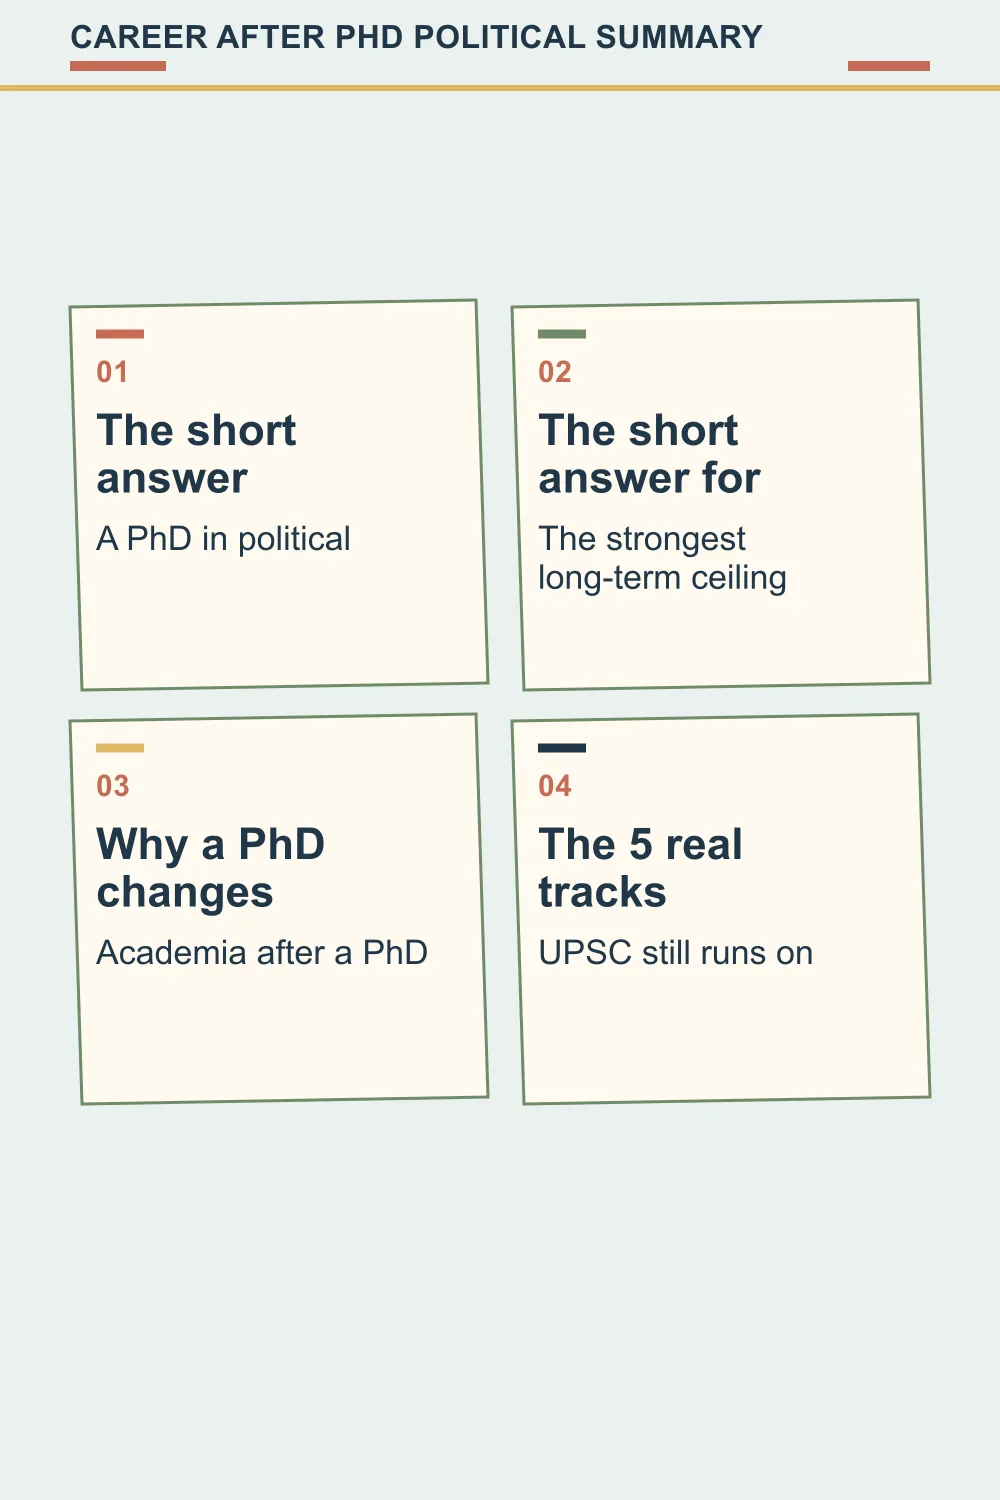 CAREER AFTER PHD POLITICAL SUMMARY
01
The short
answer
A PhD in political
02
The short
answer for
The strongest
long-term ceiling
03
Why a PhD
changes
Academia after a PhD
04
The 5 real
tracks
UPSC still runs on